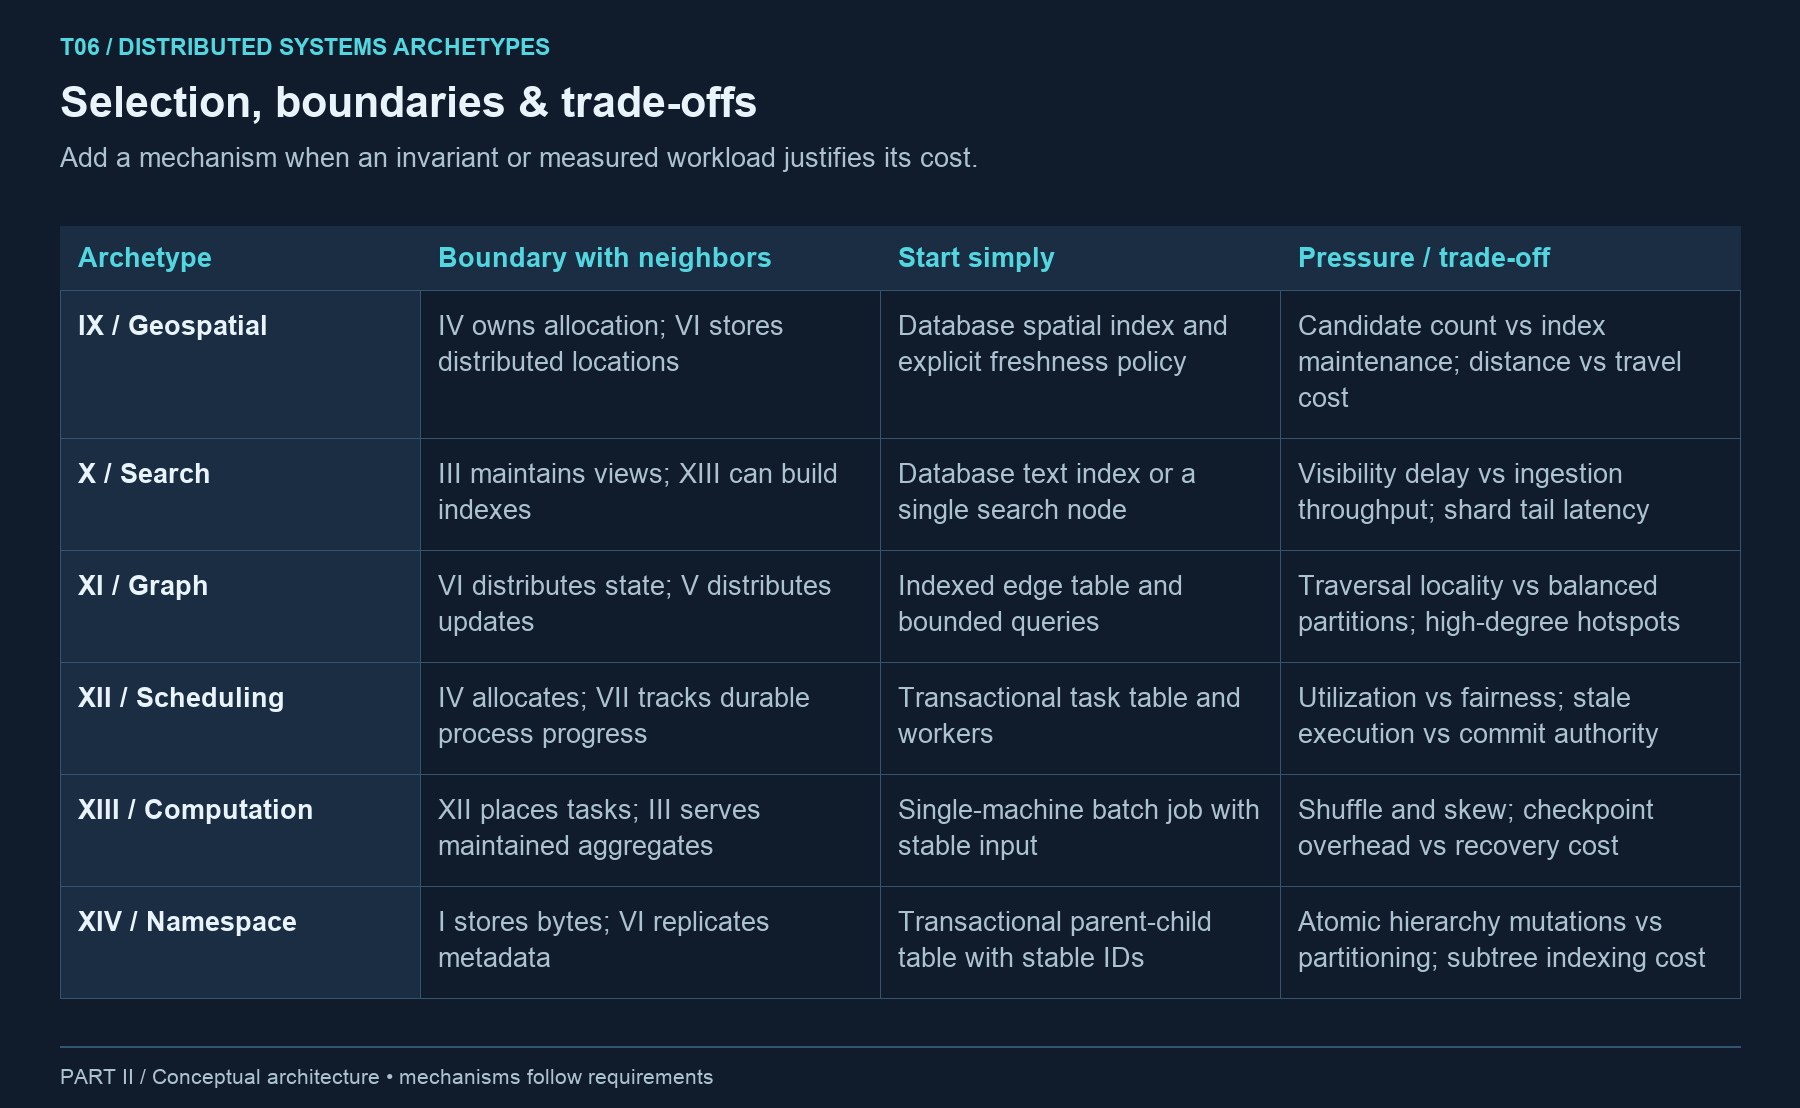 T06 / DISTRIBUTED SYSTEMS ARCHETYPES
Selection, boundaries & trade-offs
Add a mechanism when an invariant or measured workload justifies its cost.
Archetype
Boundary with neighbors
Start simply
Pressure / trade-off
IX / Geospatial
IV owns allocation; VI stores
distributed locations
Database spatial index and
explicit freshness policy
Candidate count vs index
maintenance; distance vs travel
cost
X / Search
III maintains views; XIII can build
indexes
Database text index or a
single search node
Visibility delay vs ingestion
throughput; shard tail latency
XI / Graph
VI distributes state; V distributes
updates
Indexed edge table and
bounded queries
Traversal locality vs balanced
partitions; high-degree hotspots
XII / Scheduling
IV allocates; VII tracks durable
process progress
Transactional task table and
workers
Utilization vs fairness; stale
execution vs commit authority
XIII / Computation
XII places tasks; III serves
maintained aggregates
Single-machine batch job with
stable input
Shuffle and skew; checkpoint
overhead vs recovery cost
XIV / Namespace
I stores bytes; VI replicates
metadata
Transactional parent-child
table with stable IDs
Atomic hierarchy mutations vs
partitioning; subtree indexing cost
PART II / Conceptual architecture • mechanisms follow requirements